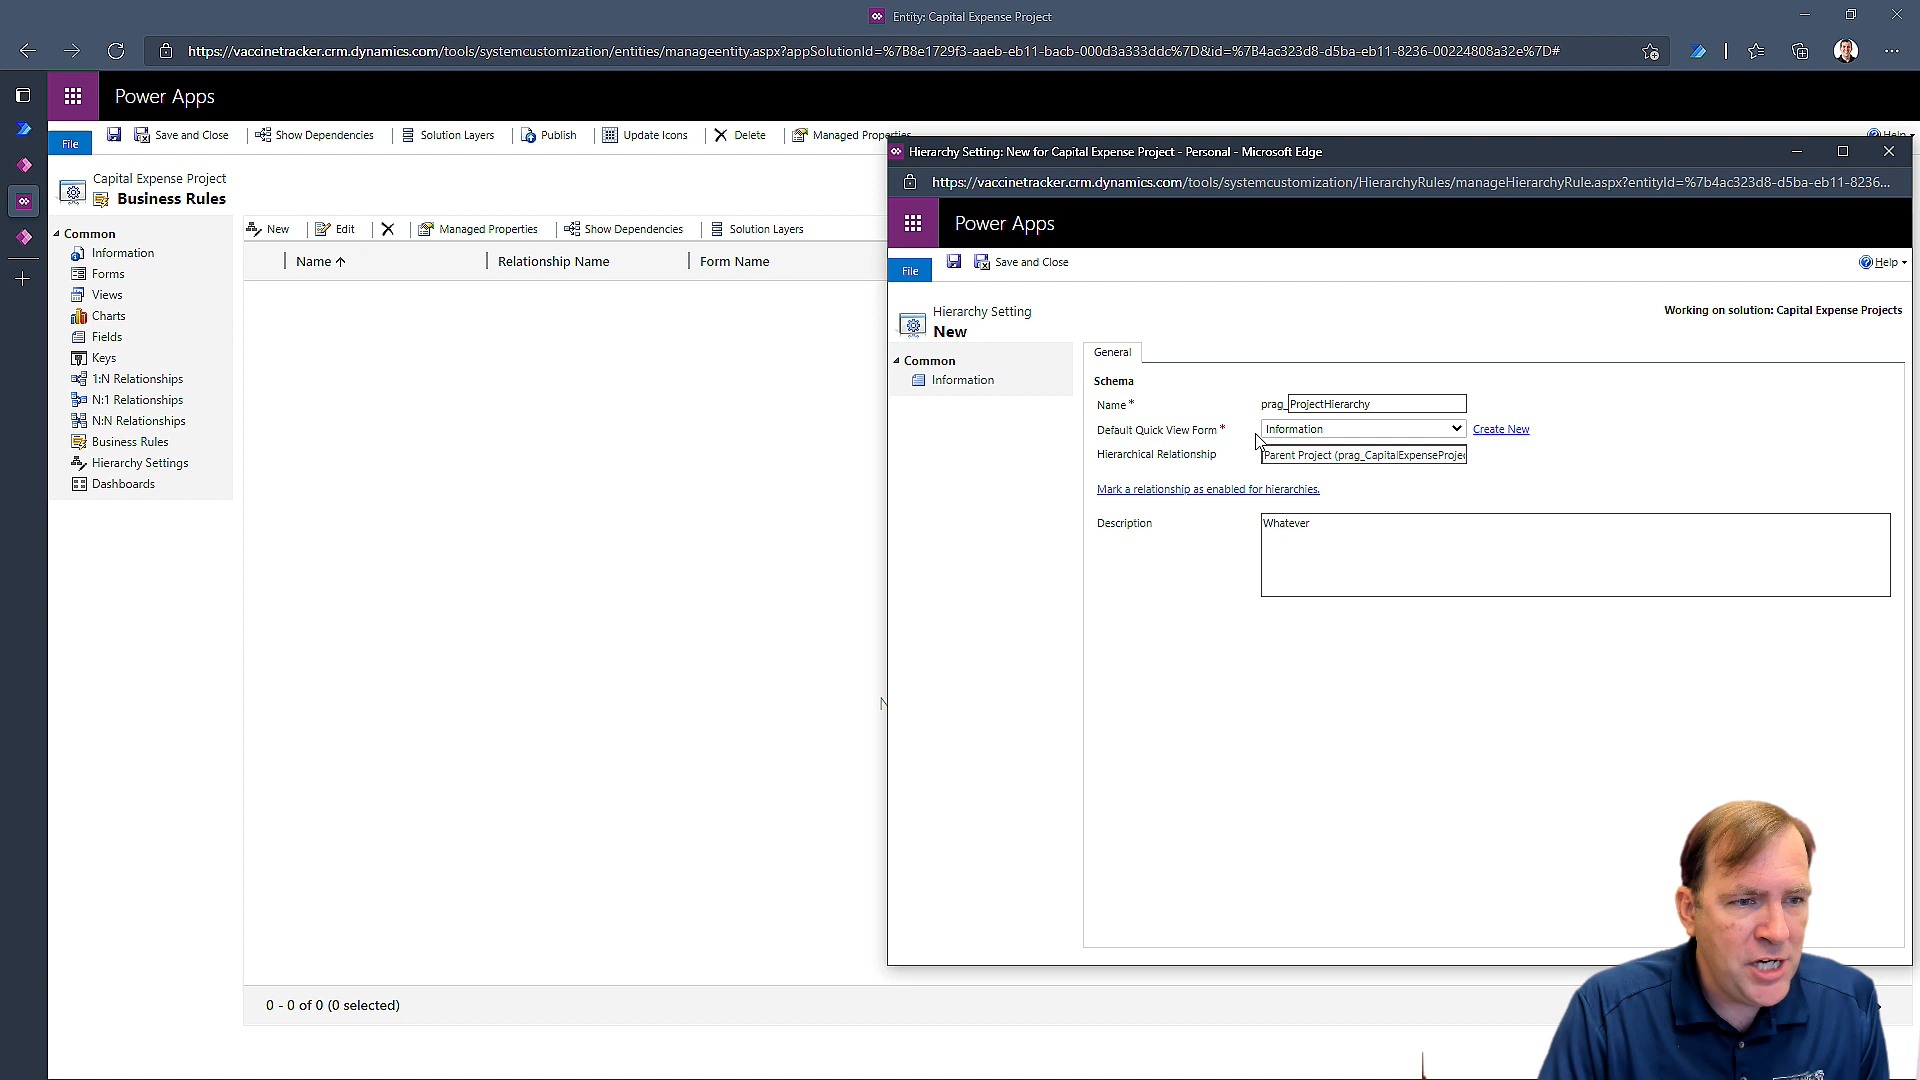 Entity: Capital Expense Project
https://vaccinetracker.crm.dynamics.com/tools/systemcustomization/entities/manageentity.aspx?appSolutionId=%7B8e1729f3-aaeb-eb11-bacb-000d3a333ddc%7D&id=%7B4ac323d8-d5ba-eb11-8236-00224808a32e%7D#
Power Apps
File
Save and Close
Show Dependencies
Solution Layers
Publish
Update Icons
Delete
Managed Properties
Help
Capital Expense Project
Business Rules
Common
Information
Forms
Views
Charts
Fields
Keys
1:N Relationships
N:1 Relationships
N:N Relationships
Business Rules
Hierarchy Settings
Dashboards
New
Edit
Managed Properties
Show Dependencies
Solution Layers
Name
Relationship Name
Form Name
0 - 0 of 0 (0 selected)
Hierarchy Setting: New for Capital Expense Project - Personal - Microsoft Edge
https://vaccinetracker.crm.dynamics.com/tools/systemcustomization/HierarchyRules/manageHierarchyRule.aspx?entityId=%7b4ac323d8-d5ba-eb11-8236...
Power Apps
File
Save and Close
Help
Hierarchy Setting
New
Working on solution: Capital Expense Projects
Common
Information
General
Schema
Name * prag_ ProjectHierarchy
Default Quick View Form * Information Create New
Hierarchical Relationship Parent Project (prag_CapitalExpenseProjec
Mark a relationship as enabled for hierarchies.
Description Whatever